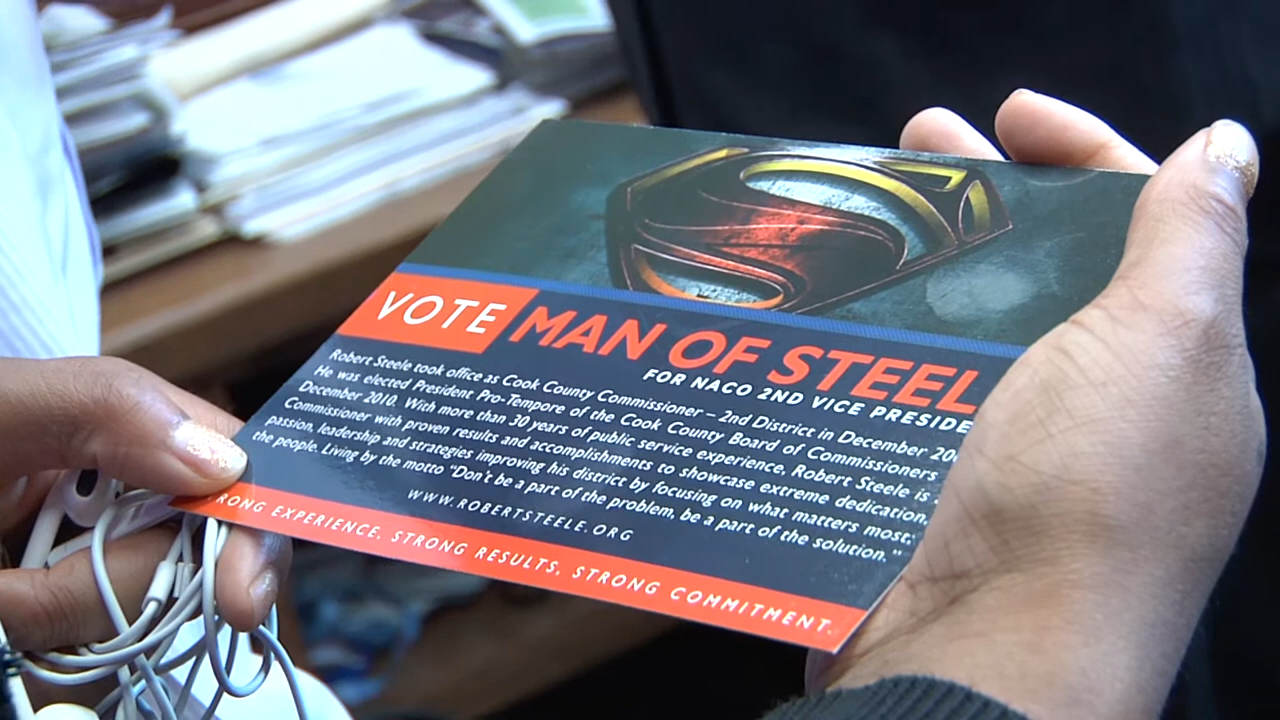 VOTE MAN OF STEEL
FOR NACO 2ND VICE PRESIDE
Robert Steele took office as Cook County Commissioner – 2nd District in December 20
He was elected President Pro-Tempore of the Cook County Board of Commissioners
December 2010. With more than 30 years of public service experience, Robert Steele is
Commissioner with proven results and accomplishments to showcase extreme dedication,
passion, leadership and strategies improving his district by focusing on what matters most:
the people. Living by the motto "Don't be a part of the problem, be a part of the solution."
WWW.ROBERTSTEELE.ORG
RONG EXPERIENCE, STRONG RESULTS, STRONG COMMITMENT.